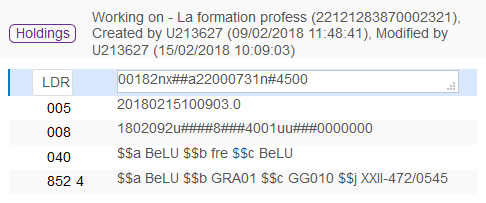 Working on - La formation profess (22121283870002321),
Holdings Created by U213627 (09/02/2018 11:48:41), Modified by
U213627 (15/02/2018 10:09:03)
LDR 00182nx##a22000731n#4500
005 20180215100903.0
008 1802092u####8###4001uu###0000000
040 $$a BeLU $$b fre $$c BeLU
852 4 $$a BeLU $$b GRA01 $$c GG010 $$j XXII-472/0545